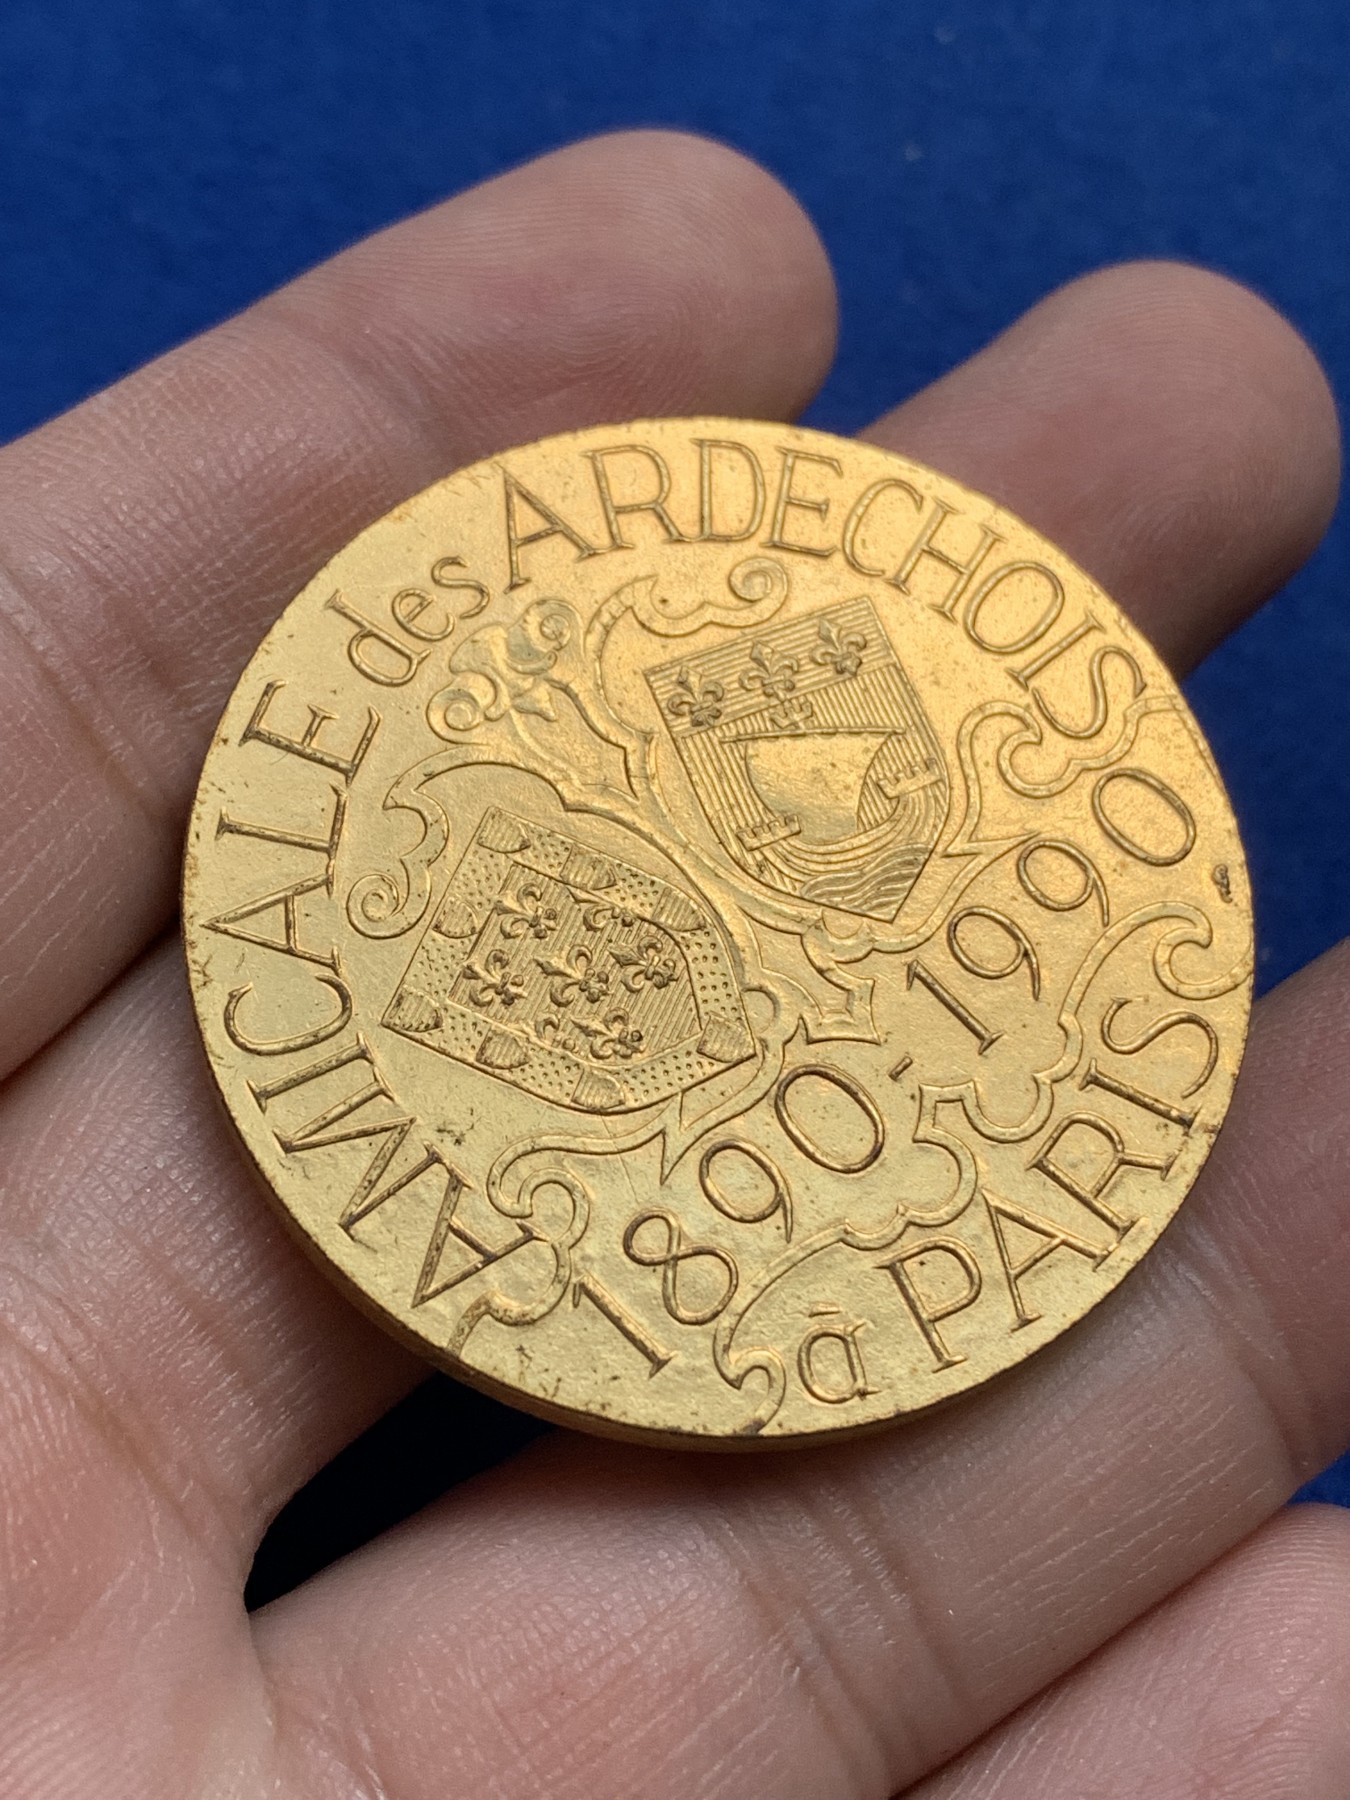 AMICALE des ARDECHOIS
1890-1990
à PARIS